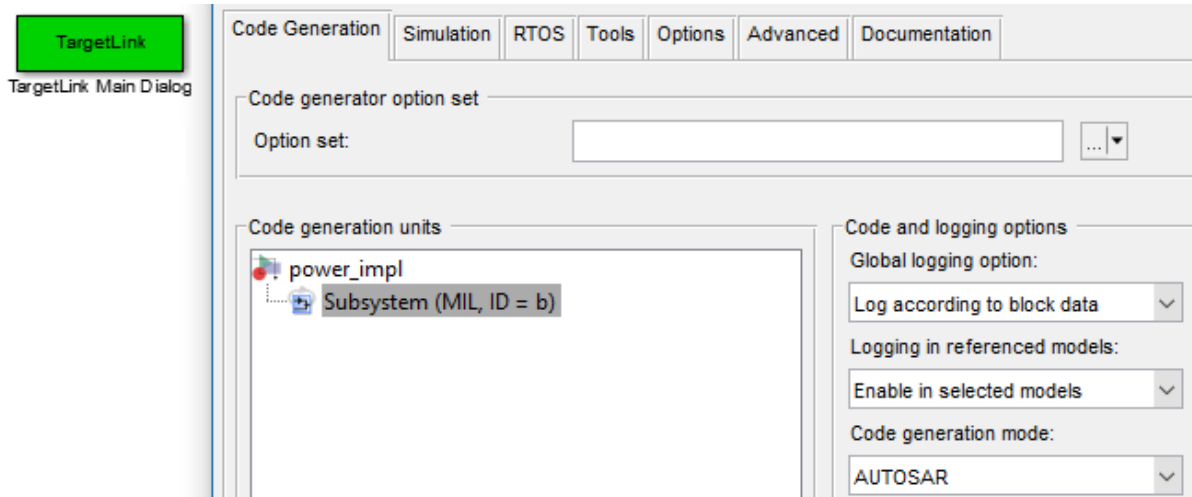 TargetLink
TargetLink Main Dialog
Code Generation Simulation RTOS Tools Options Advanced Documentation
Code generator option set
Option set:
...
Code generation units
power_impl
Subsystem (MIL, ID = b)
Code and logging options
Global logging option:
Log according to block data
Logging in referenced models:
Enable in selected models
Code generation mode:
AUTOSAR